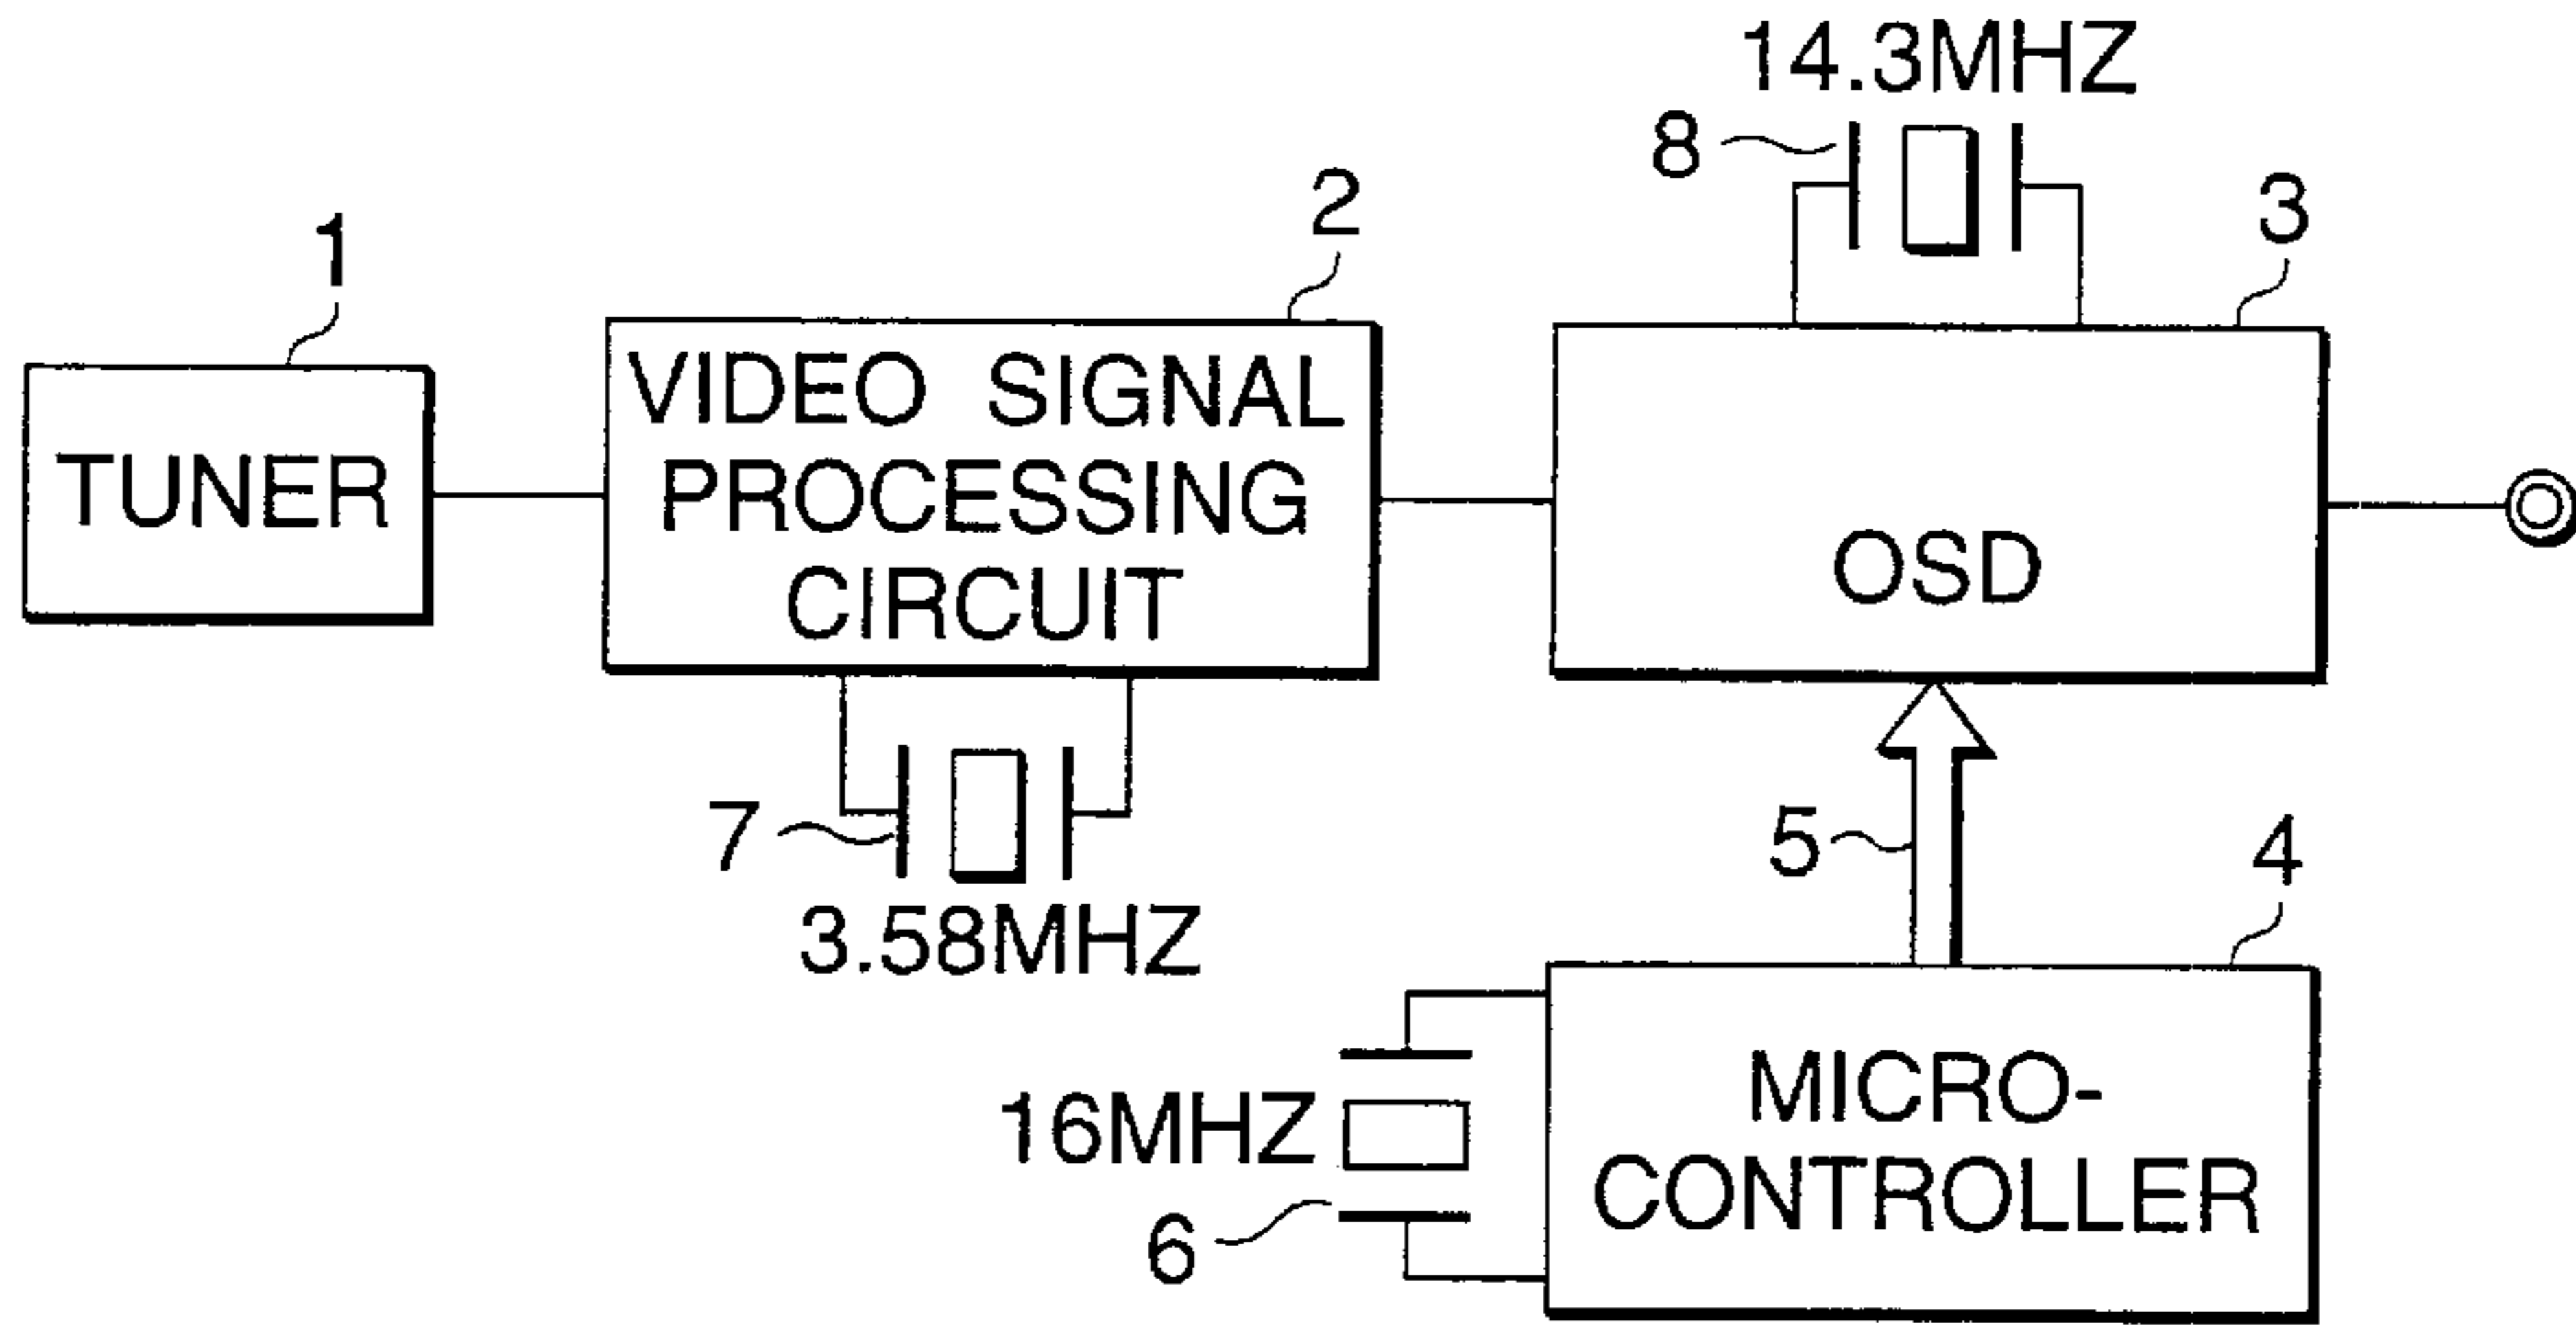 14.3MHZ
8
1
2
3
TUNER
VIDEO SIGNAL
PROCESSING
CIRCUIT
OSD
7
3.58MHZ
5
4
16MHZ
6
MICRO-
CONTROLLER